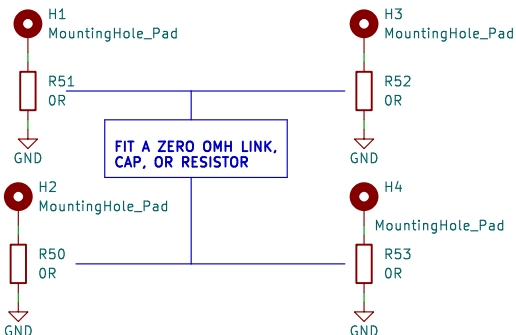 H1
MountingHole_Pad
H3
MountingHole_Pad
R51
0R
R52
0R
GND
GND
FIT A ZERO OMH LINK,
CAP, OR RESISTOR
H2
MountingHole_Pad
H4
MountingHole_Pad
R50
0R
R53
0R
GND
GND